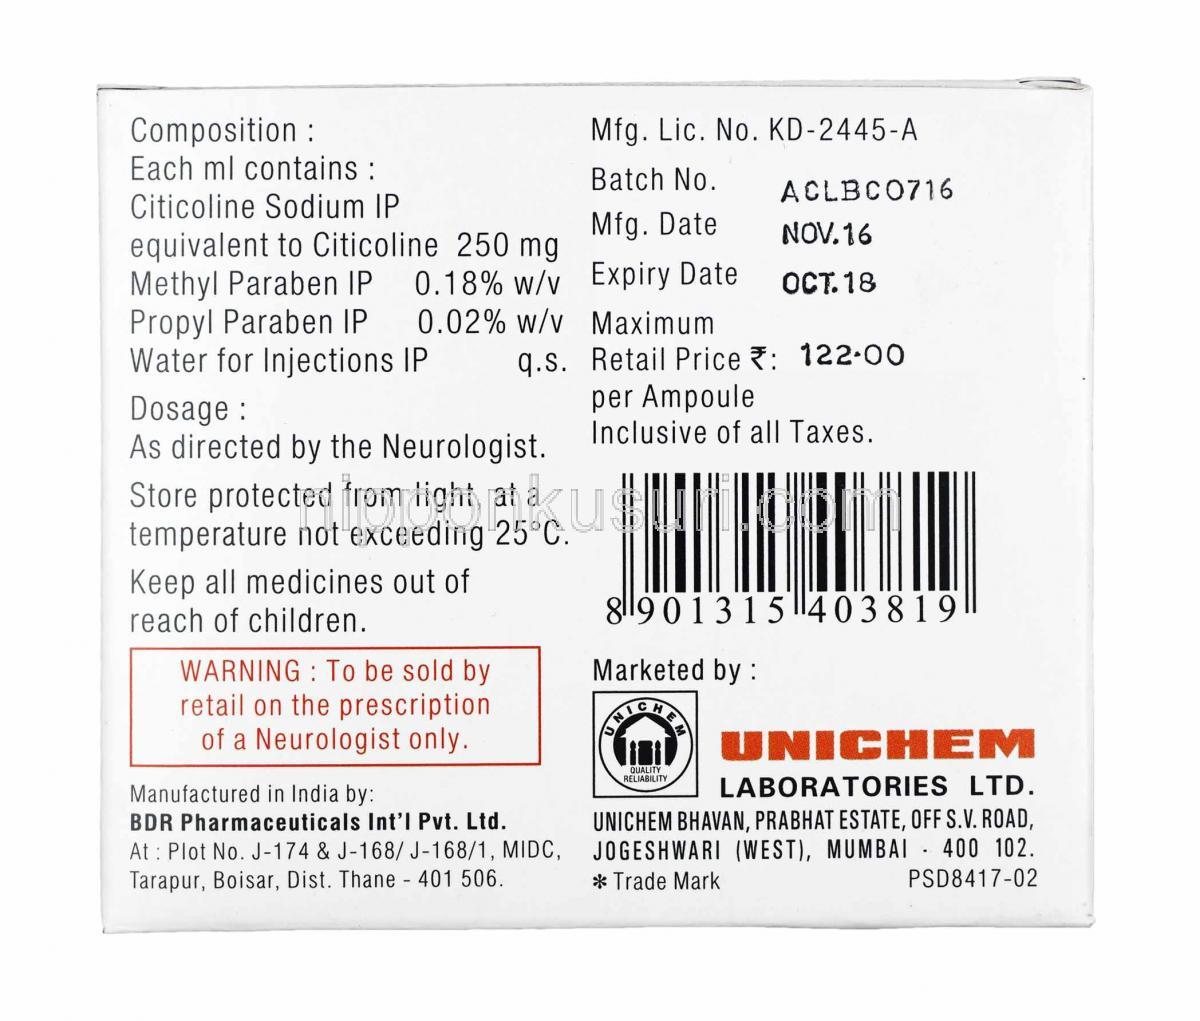 Composition :
Each ml contains :
Citicoline Sodium IP
equivalent to Citicoline 250 mg
Methyl Paraben IP 0.18% w/v
Propyl Paraben IP 0.02% w/v
Water for Injections IP q.s.
Dosage :
As directed by the Neurologist.
Store protected from light, at a
temperature not exceeding 25°C.
Keep all medicines out of
reach of children.
WARNING : To be sold by
retail on the prescription
of a Neurologist only.
Manufactured in India by:
BDR Pharmaceuticals Int'l Pvt. Ltd.
At : Plot No. J-174 & J-168/ J-168/1, MIDC,
Tarapur, Boisar, Dist. Thane - 401 506.
Mfg. Lic. No. KD-2445-A
Batch No. ACLBC0716
Mfg. Date NOV.16
Expiry Date OCT.18
Maximum
Retail Price ₹: 122.00
per Ampoule
Inclusive of all Taxes.
8 901315 403819
Marketed by :
UNICHEM
QUALITY
RELIABILITY
UNICHEM
LABORATORIES LTD.
UNICHEM BHAVAN, PRABHAT ESTATE, OFF S.V. ROAD,
JOGESHWARI (WEST), MUMBAI - 400 102.
* Trade Mark PSD8417-02
nipponkusuri.com